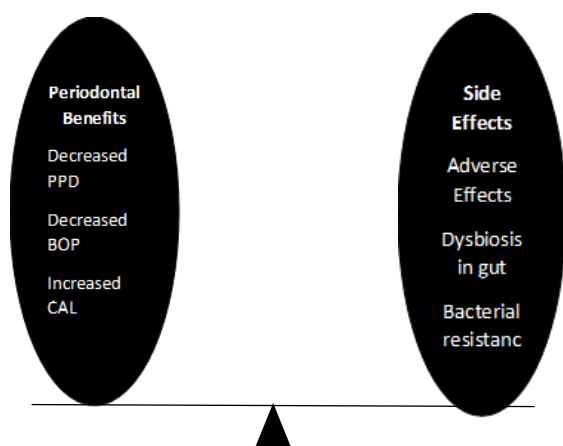 Periodontal
Benefits
Decreased
PPD
Decreased
BOP
Increased
CAL
Side
Effects
Adverse
Effects
Dysbiosis
in gut
Bacterial
resistanc